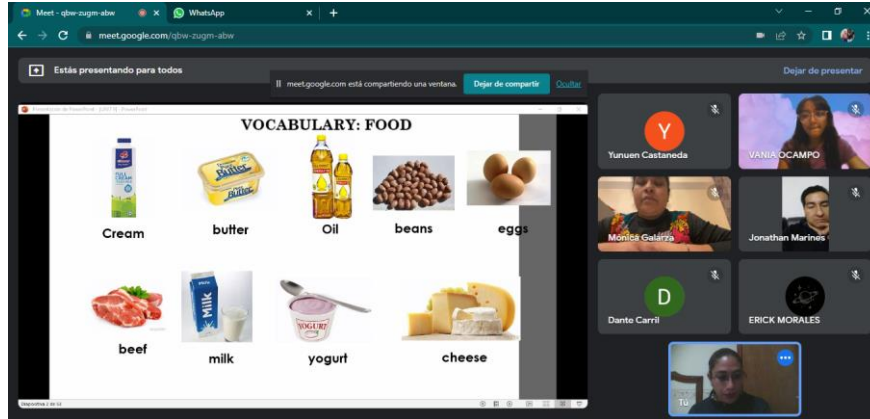 Meet - qbw-zugm-abw
WhatsApp
meet.google.com/qbw-zugm-abw
Estás presentando para todos
meet.google.com está compartiendo una ventana.
Dejar de compartir
Ocultar
Dejar de presentar
VOCABULARY: FOOD
Butter
Cream
butter
Oil
beans
eggs
Milk
YOGURT
beef
milk
yogurt
cheese
Y
Yunuen Castaneda
VANIA OCAMPO
Monica Galarza
Jonathan Marines
D
Dante Carril
ERICK MORALES
Tú